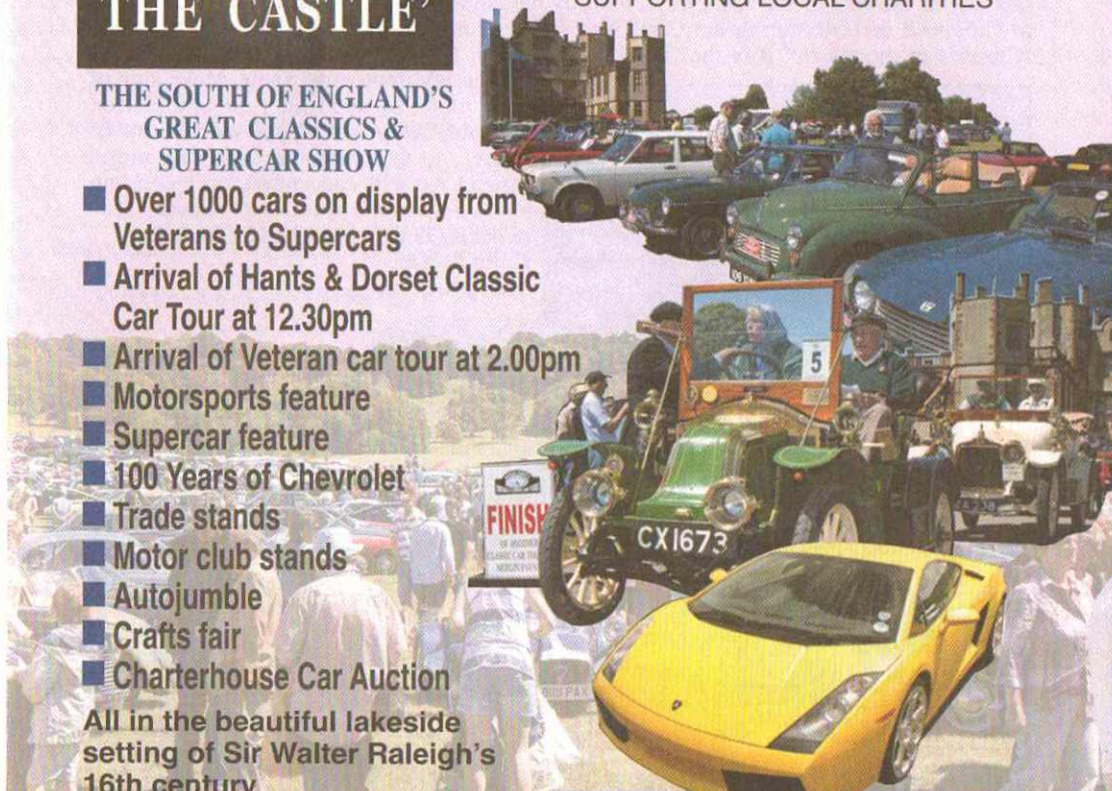 THE CASTLE'
SUPPORTING LOCAL CHARITIES
THE SOUTH OF ENGLAND'S
GREAT CLASSICS &
SUPERCAR SHOW
Over 1000 cars on display from
Veterans to Supercars
Arrival of Hants & Dorset Classic
Car Tour at 12.30pm
Arrival of Veteran car tour at 2.00pm
Motorsports feature
Supercar feature
100 Years of Chevrolet
Trade stands
Motor club stands
Autojumble
Crafts fair
Charterhouse Car Auction
All in the beautiful lakeside
setting of Sir Walter Raleigh's
16th century
5
FINISH
CX1673